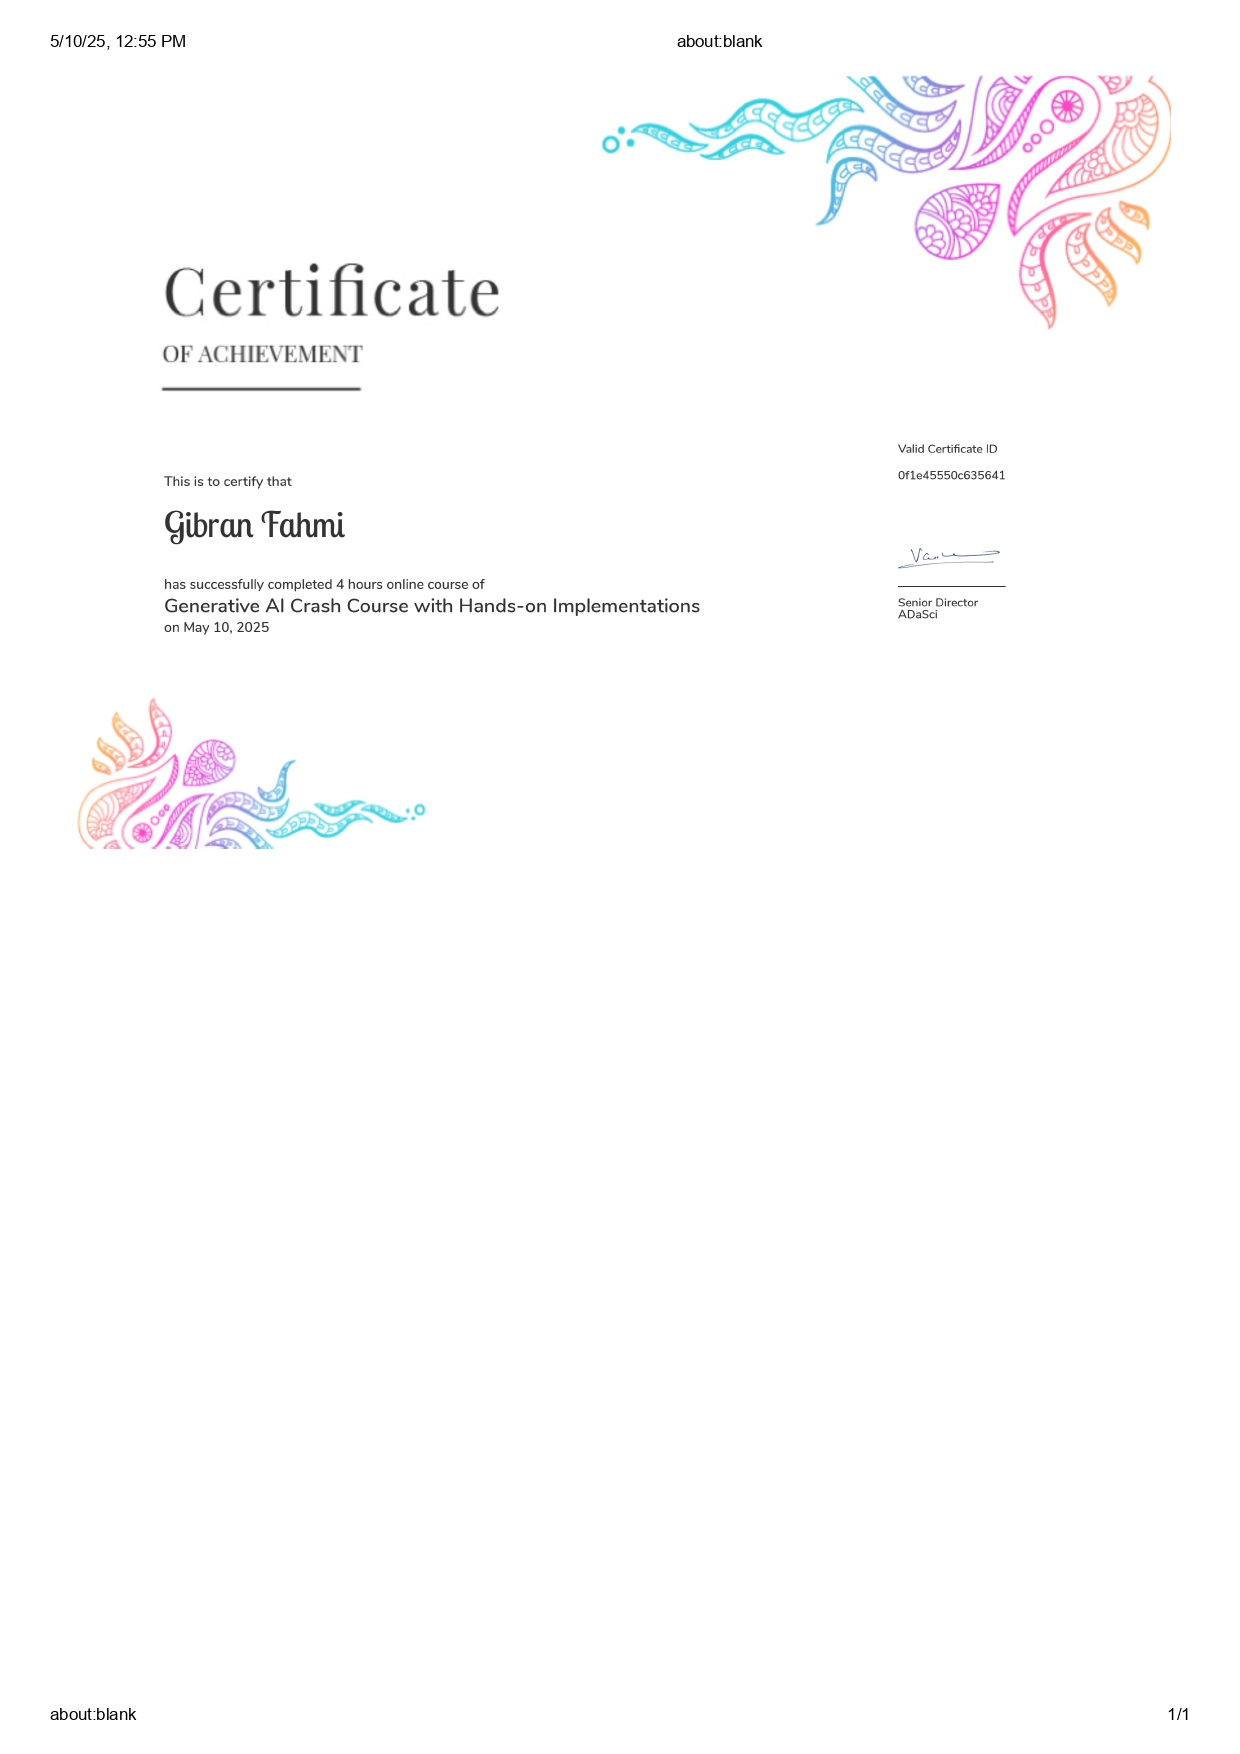 5/10/25, 12:55 PM
about:blank
Certificate
OF ACHIEVEMENT
Valid Certificate ID
0f1e45550c635641
This is to certify that
Gibran Fahmi
has successfully completed 4 hours online course of
Generative AI Crash Course with Hands-on Implementations
on May 10, 2025
Senior Director
ADaSci
about:blank
1/1